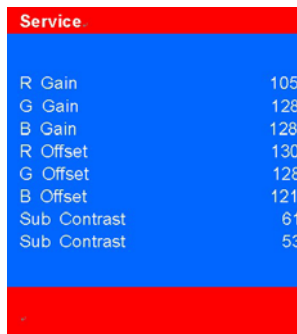 Service
R Gain 105
G Gain 128
B Gain 128
R Offset 130
G Offset 128
B Offset 121
Sub Contrast 61
Sub Contrast 53